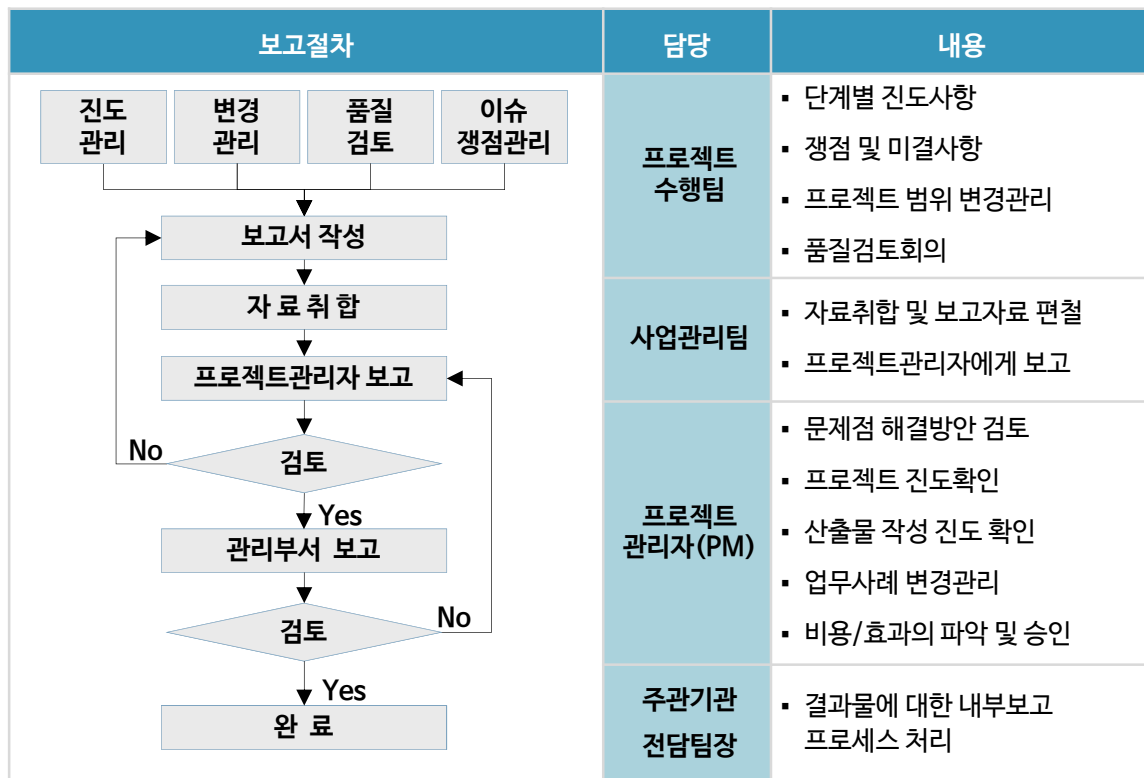 보고절차
담당
내용
진도
관리
변경
관리
품질
검토
이슈
쟁점관리
보고서 작성
자 료 취 합
프로젝트관리자 보고
No
검토
Yes
관리부서 보고
No
검토
Yes
완 료
프로젝트
수행팀
▪ 단계별 진도사항
▪ 쟁점 및 미결사항
▪ 프로젝트 범위 변경관리
▪ 품질검토회의
사업관리팀
▪ 자료취합 및 보고자료 편철
▪ 프로젝트관리자에게 보고
프로젝트
관리자(PM)
▪ 문제점 해결방안 검토
▪ 프로젝트 진도확인
▪ 산출물 작성 진도 확인
▪ 업무사례 변경관리
▪ 비용/효과의 파악 및 승인
주관기관
전담팀장
▪ 결과물에 대한 내부보고
프로세스 처리